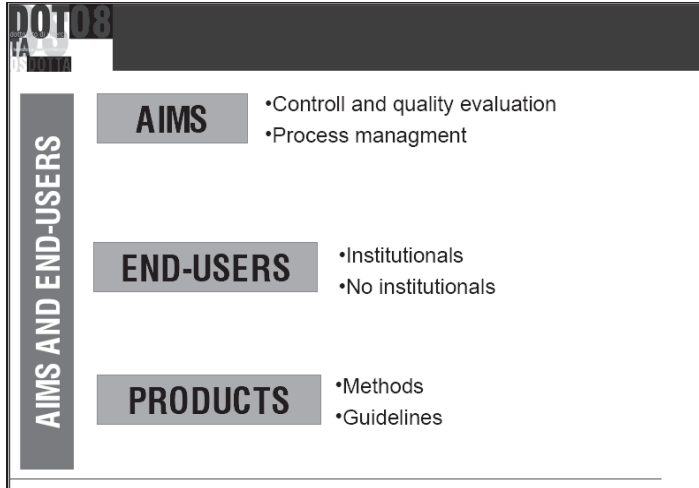 DOT08
AIMS AND END-USERS
AIMS
•Controll and quality evaluation
•Process managment
END-USERS
•Institutionals
•No institutionals
PRODUCTS
•Methods
•Guidelines